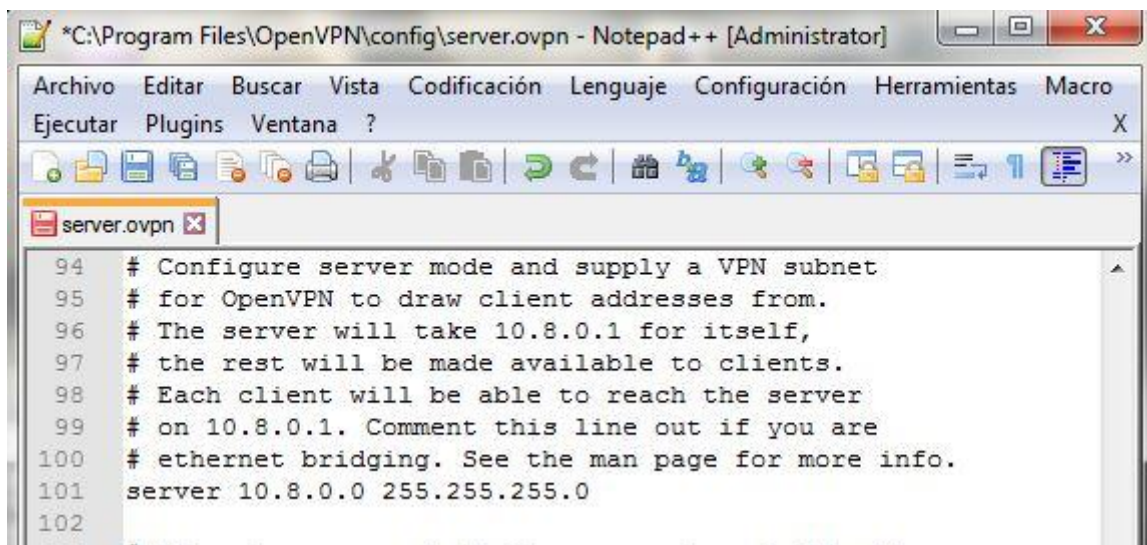 *C:\Program Files\OpenVPN\config\server.ovpn - Notepad++ [Administrator]
Archivo Editar Buscar Vista Codificación Lenguaje Configuración Herramientas Macro
Ejecutar Plugins Ventana ? X
server.ovpn
94 # Configure server mode and supply a VPN subnet
95 # for OpenVPN to draw client addresses from.
96 # The server will take 10.8.0.1 for itself,
97 # the rest will be made available to clients.
98 # Each client will be able to reach the server
99 # on 10.8.0.1. Comment this line out if you are
100 # ethernet bridging. See the man page for more info.
101 server 10.8.0.0 255.255.255.0
102